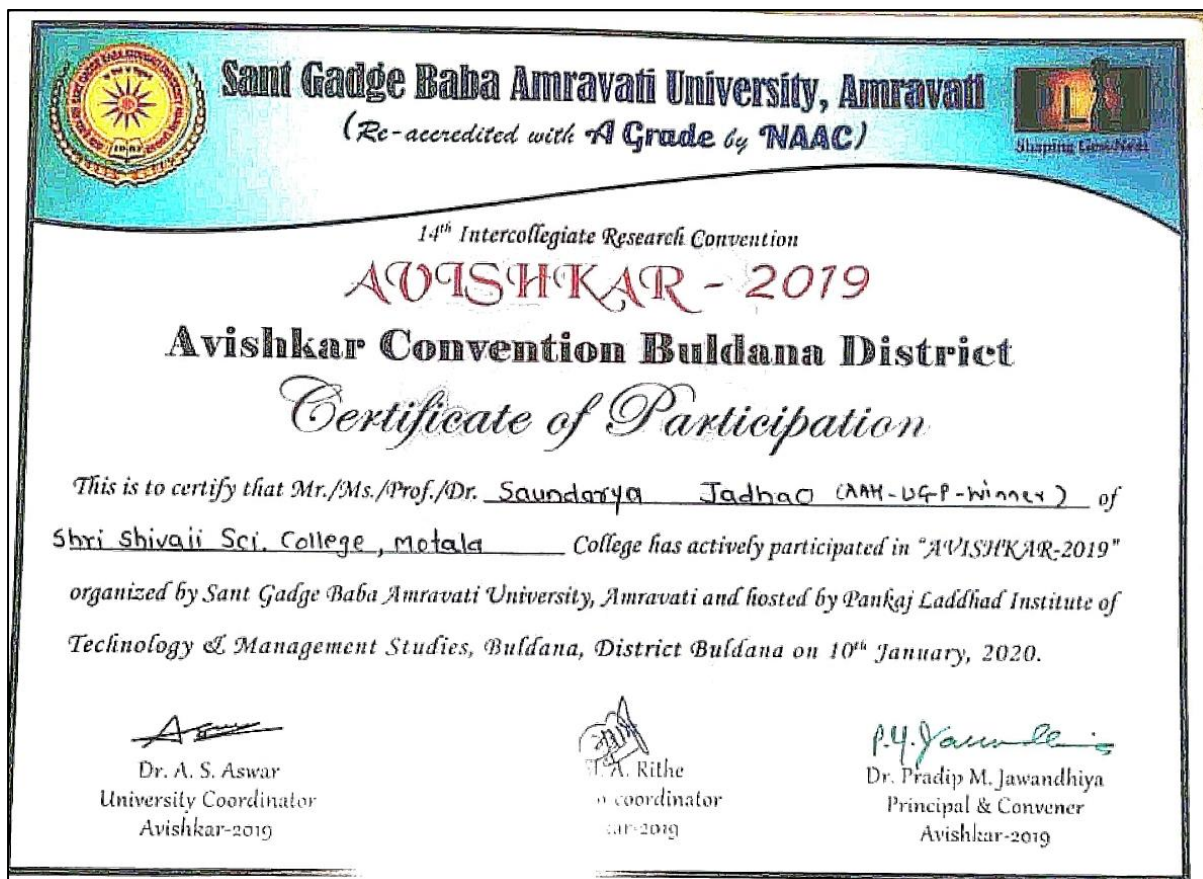 Sant Gadge Baba Amravati University, Amravati
(Re-accredited with A Grade by NAAC)
Shaping
14th Intercollegiate Research Convention
AVISHKAR - 2019
Avishkar Convention Buldana District
Certificate of Participation
This is to certify that Mr./Ms./Prof./Dr. Saundarya Jadhao (AAH-UGP-Winner) of
Shri Shivaji Sci. College, Motala College has actively participated in "AVISHKAR-2019"
organized by Sant Gadge Baba Amravati University, Amravati and hosted by Pankaj Laddhad Institute of
Technology & Management Studies, Buldana, District Buldana on 10th January, 2020.
Dr. A. S. Aswar
University Coordinator
Avishkar-2019
A. Rithe
coordinator
2019
Dr. Pradip M. Jawandhiya
Principal & Convener
Avishkar-2019